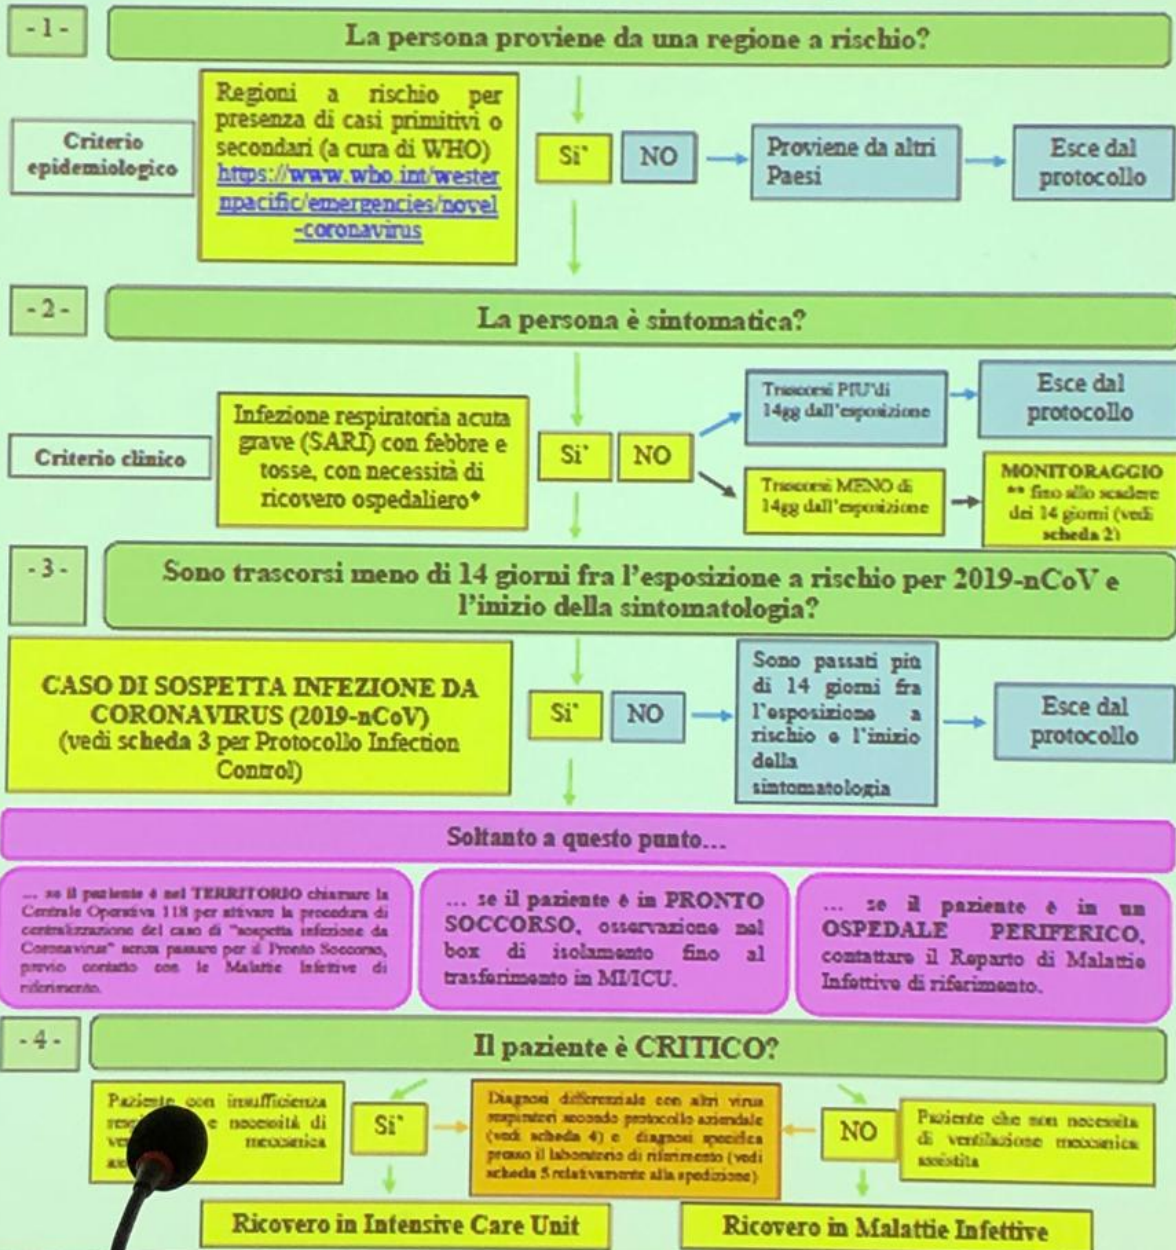 - 1 -
La persona proviene da una regione a rischio?
Criterio
epidemiologico
Regioni a rischio per
presenza di casi primitivi o
secondari (a cura di WHO)
https://www.who.int/wester
npacific/emergencies/novel
-coronavirus
Si'
NO
Proviene da altri
Paesi
Esce dal
protocollo
- 2 -
La persona è sintomatica?
Criterio clinico
Infezione respiratoria acuta
grave (SARI) con febbre e
tosse, con necessità di
ricovero ospedaliero*
Si'
NO
Trascorsi PIU' di
14gg dall'esposizione
Esce dal
protocollo
Trascorsi MENO di
14gg dall'esposizione
MONITORAGGIO
** fino allo scadere
dei 14 giorni (vedi
scheda 2)
- 3 -
Sono trascorsi meno di 14 giorni fra l'esposizione a rischio per 2019-nCoV e
l'inizio della sintomatologia?
CASO DI SOSPETTA INFEZIONE DA
CORONAVIRUS (2019-nCoV)
(vedi scheda 3 per Protocollo Infection
Control)
Si'
NO
Sono passati più
di 14 giorni fra
l'esposizione a
rischio e l'inizio
della
sintomatologia
Esce dal
protocollo
Soltanto a questo punto...
... se il paziente è nel TERRITORIO chiamare la
Centrale Operativa 118 per attivare la procedura di
centralizzazione del caso di "sospetta infezione da
Coronavirus" senza passare per il Pronto Soccorso,
previo contatto con le Malattie Infettive di
riferimento.
... se il paziente è in PRONTO
SOCCORSO, osservazione nel
box di isolamento fino al
trasferimento in MI/ICU.
... se il paziente è in un
OSPEDALE PERIFERICO,
contattare il Reparto di Malattie
Infettive di riferimento.
- 4 -
Il paziente è CRITICO?
Paziente con insufficienza
e necessità di
meccanica
Si'
Diagnosi differenziale con altri virus
respiratori secondo protocollo aziendale
(vedi scheda 4) e diagnosi specifica
presso il laboratorio di riferimento (vedi
scheda 5 relativamente alla spedizione)
NO
Paziente che non necessita
di ventilazione meccanica
assistita
Ricovero in Intensive Care Unit
Ricovero in Malattie Infettive